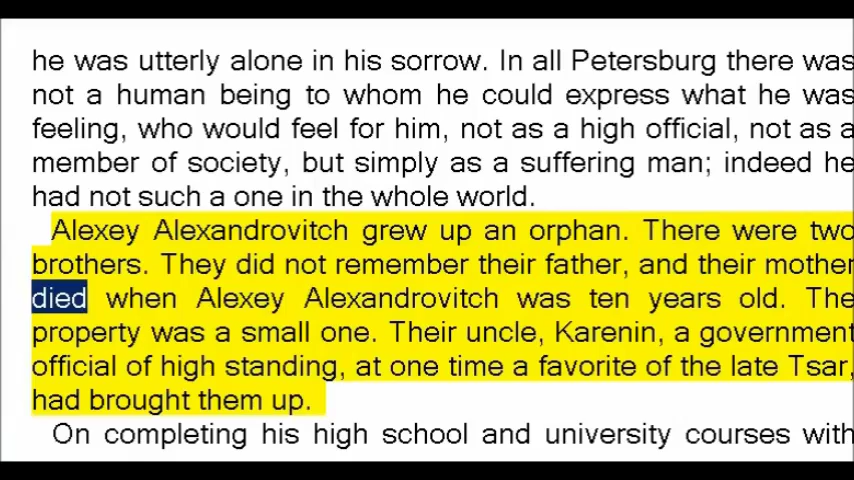 he was utterly alone in his sorrow. In all Petersburg there was
not a human being to whom he could express what he was
feeling, who would feel for him, not as a high official, not as a
member of society, but simply as a suffering man; indeed he
had not such a one in the whole world.
Alexey Alexandrovitch grew up an orphan. There were two
brothers. They did not remember their father, and their mother
died when Alexey Alexandrovitch was ten years old. The
property was a small one. Their uncle, Karenin, a government
official of high standing, at one time a favorite of the late Tsar,
had brought them up.
On completing his high school and university courses with